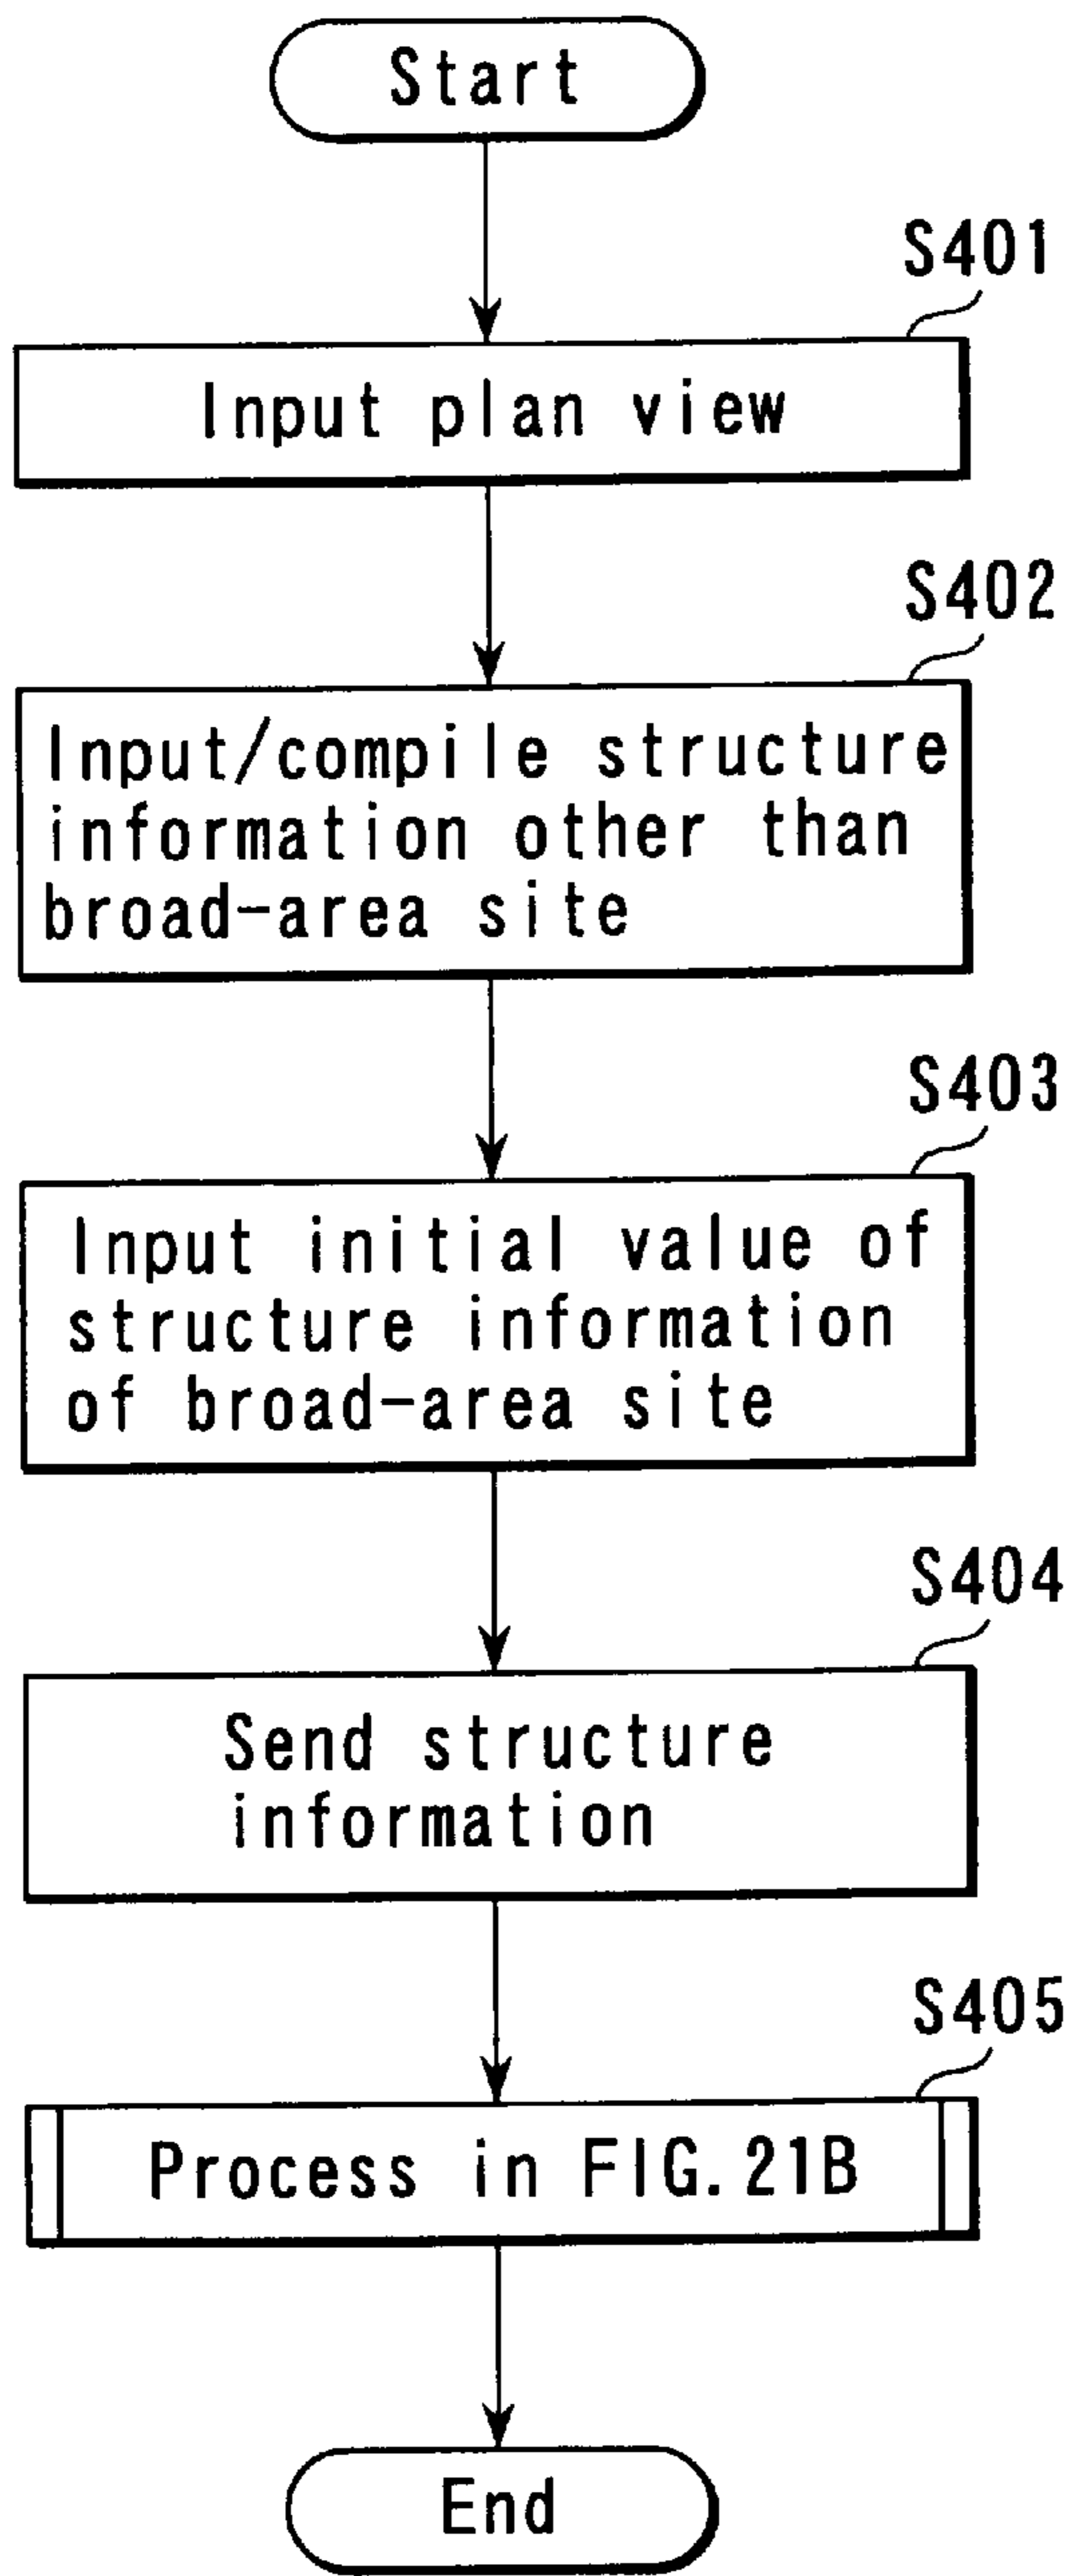 Start
S401
Input plan view
S402
Input/compile structure
information other than
broad-area site
S403
Input initial value of
structure information
of broad-area site
S404
Send structure
information
S405
Process in FIG. 21B
End